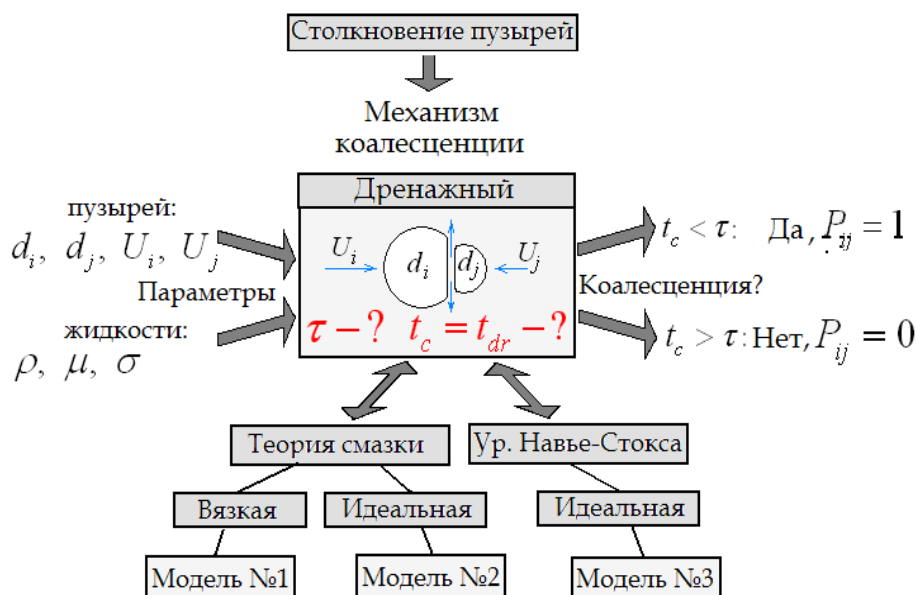 Столкновение пузырей
Механизм
коалесценции
Дренажный
пузырей:
d_i, d_j, U_i, U_j
Параметры
жидкости:
ρ, μ, σ
U_i d_i d_j U_j
τ – ? t_c = t_dr – ?
t_c < τ: Да, P_ij = 1
Коалесценция?
t_c > τ: Нет, P_ij = 0
Теория смазки
Ур. Навье-Стокса
Вязкая
Идеальная
Идеальная
Модель №1
Модель №2
Модель №3